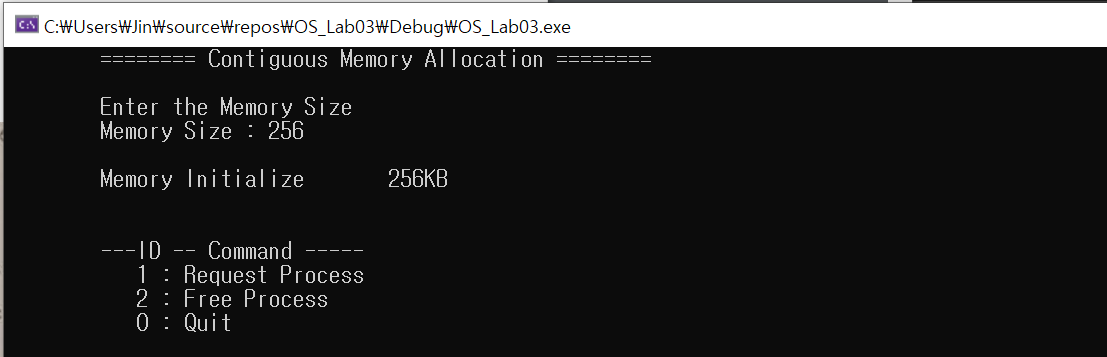 C:₩Users₩Jin₩source₩repos₩OS_Lab03₩Debug₩OS_Lab03.exe
======== Contiguous Memory Allocation ========
Enter the Memory Size
Memory Size : 256
Memory Initialize 256KB
---ID -- Command -----
1 : Request Process
2 : Free Process
0 : Quit